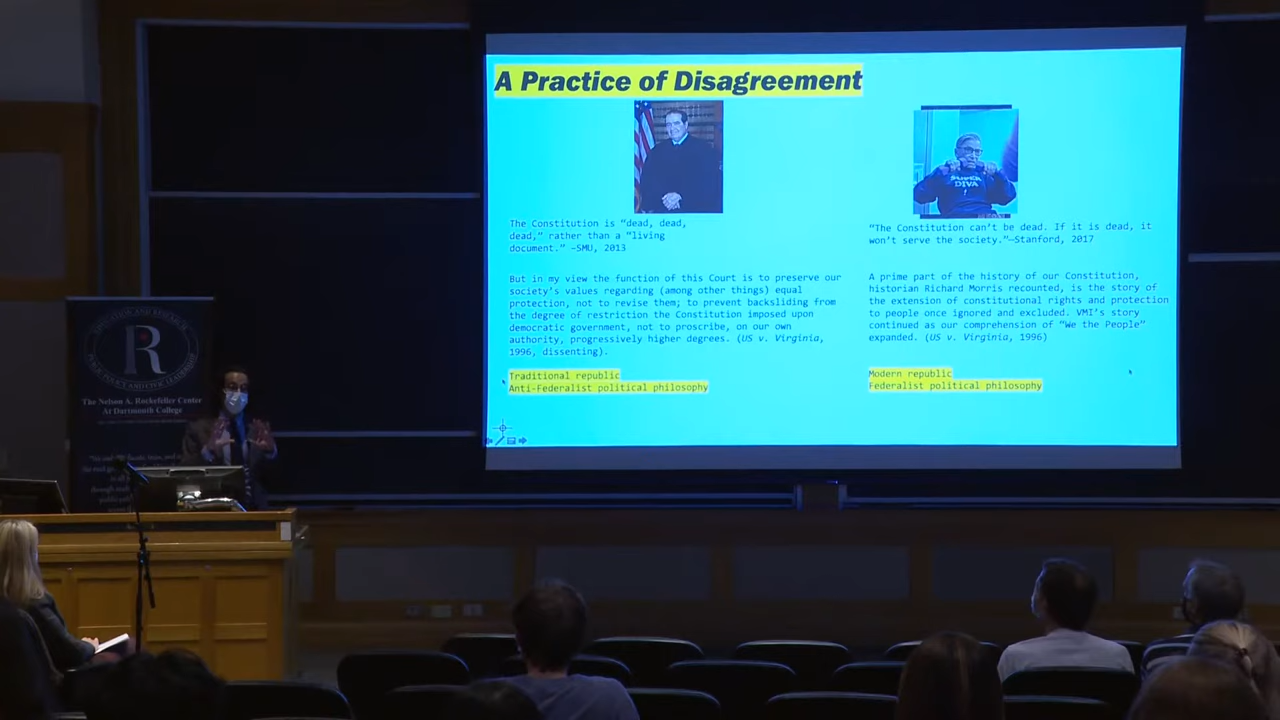 A Practice of Disagreement
The Constitution is “dead, dead,
dead,” rather than a “living
document.” –SMU, 2013
But in my view the function of this Court is to preserve our
society’s values regarding (among other things) equal
protection, not to revise them; to prevent backsliding from
the degree of restriction the Constitution imposed upon
democratic government, not to proscribe, on our own
authority, progressively higher degrees. (US v. Virginia,
1996, dissenting).
Traditional republic
Anti-Federalist political philosophy
SUPER
DIVA
!
“The Constitution can’t be dead. If it is dead, it
won’t serve the society.”–Stanford, 2017
A prime part of the history of our Constitution,
historian Richard Morris recounted, is the story of
the extension of constitutional rights and protection
to people once ignored and excluded. VMI’s story
continued as our comprehension of “We the People”
expanded. (US v. Virginia, 1996)
Modern republic
Federalist political philosophy
R
The Nelson A. Rockefeller Center
At Dartmouth College